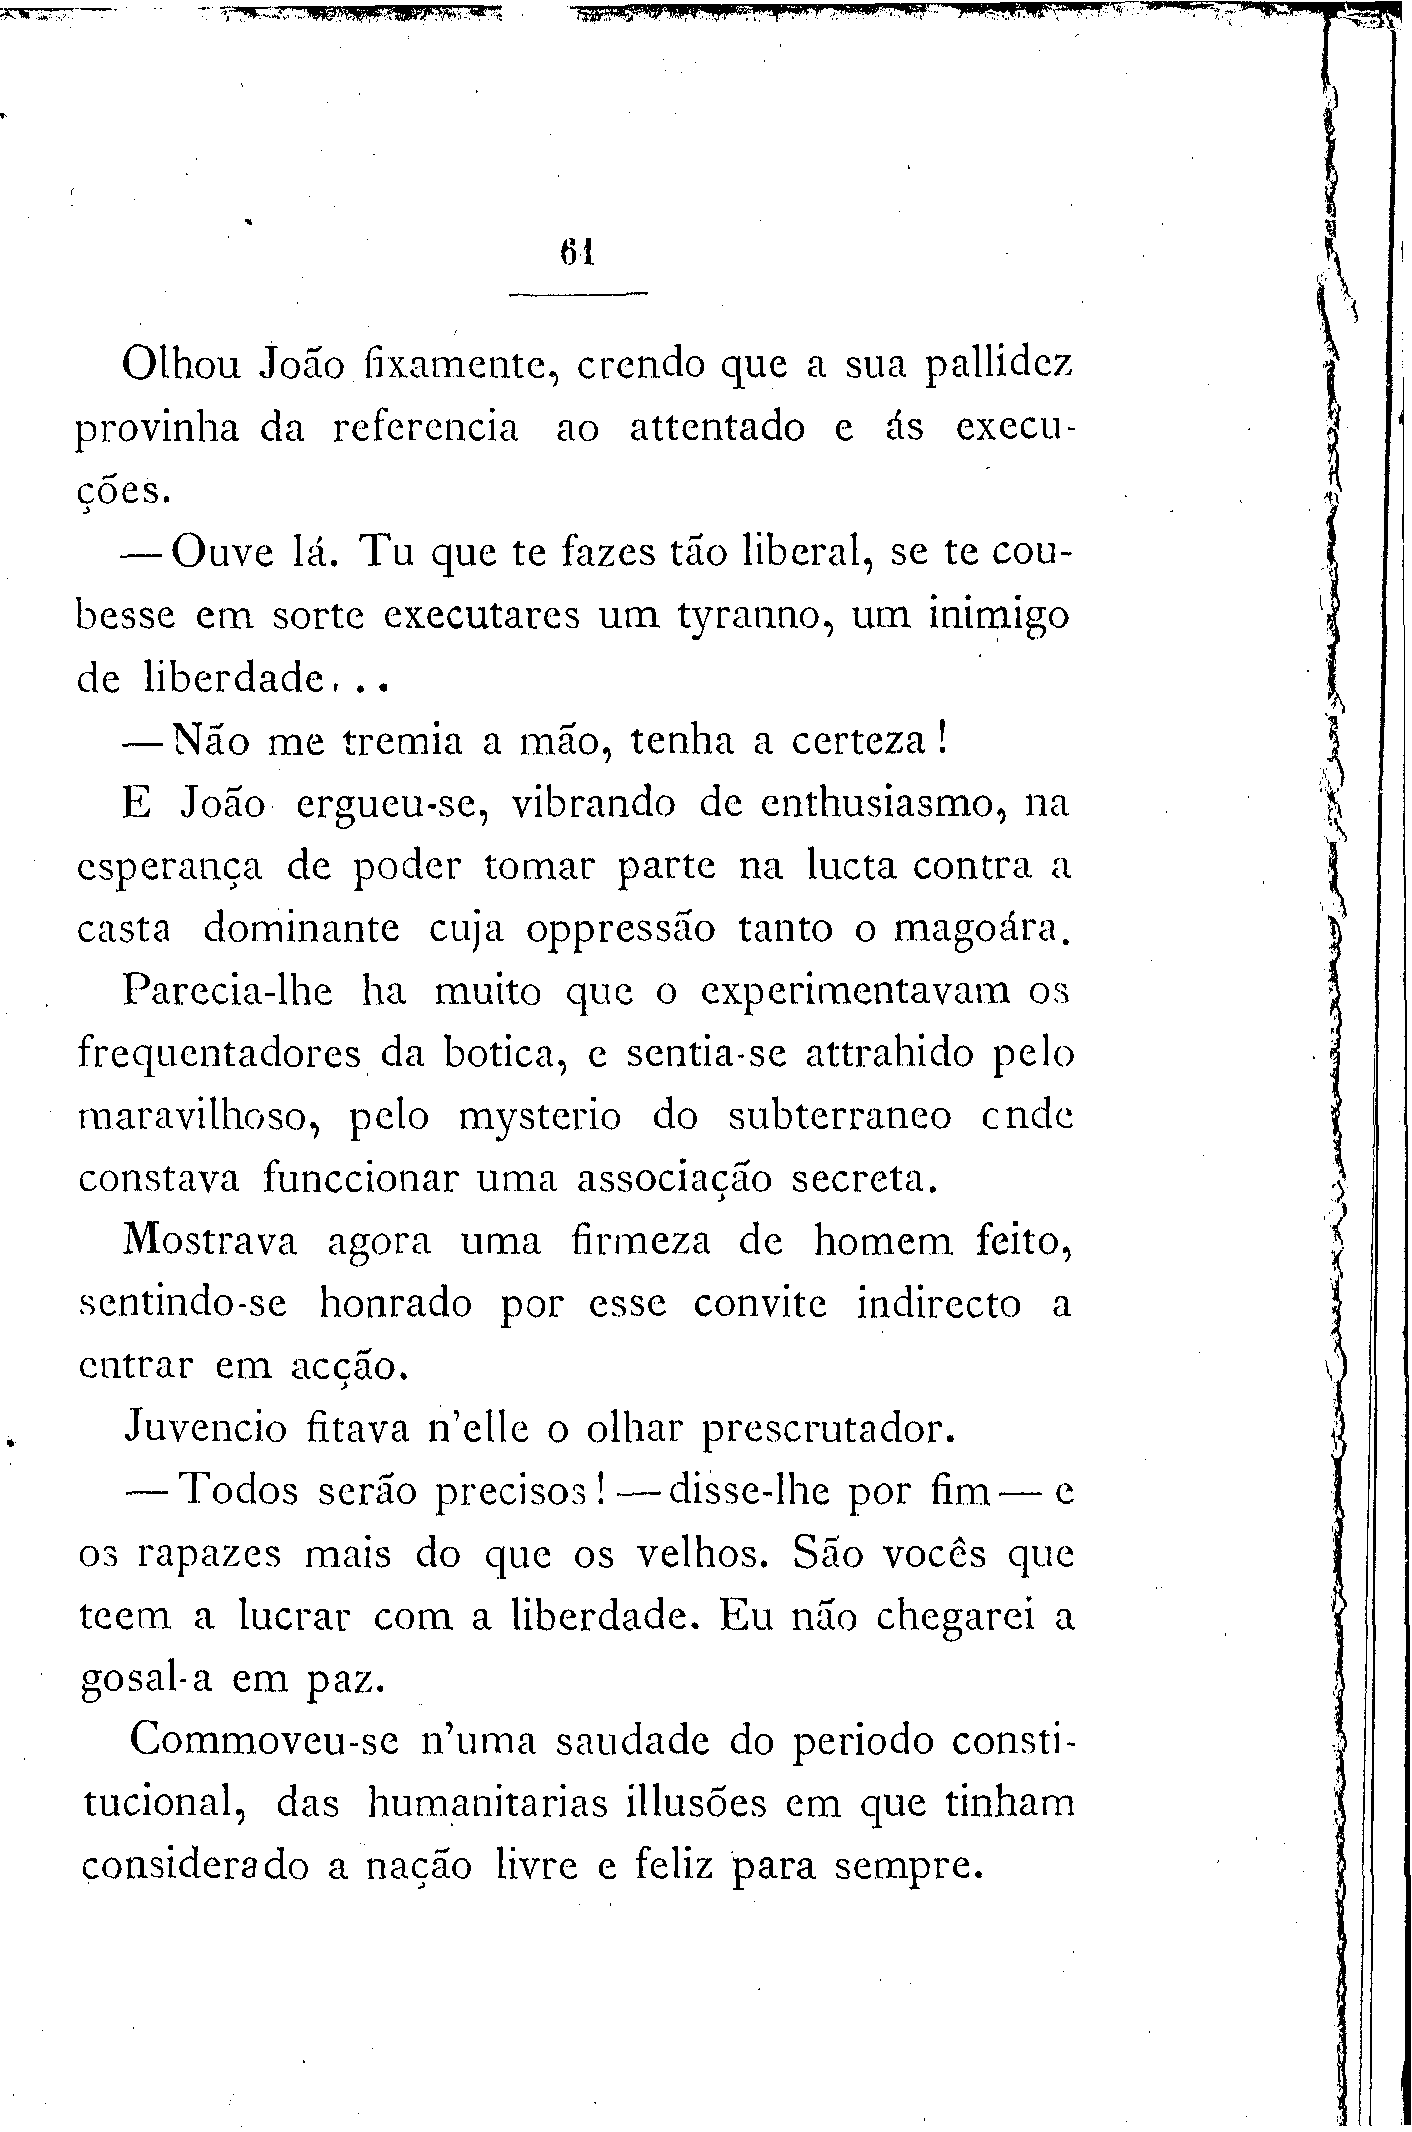 61
Olhou João fixamente, crendo que a sua pallidez
provinha da referencia ao attentado e ás execu-
ções.
—Ouve lá. Tu que te fazes tão liberal, se te cou-
besse em sorte executares um tyranno, um inimigo
de liberdade...
—Não me tremia a mão, tenha a certeza!
E João ergueu-se, vibrando de enthusiasmo, na
esperança de poder tomar parte na lucta contra a
casta dominante cuja oppressão tanto o magoára.
Parecia-lhe ha muito que o experimentavam os
frequentadores da botica, e sentia-se attrahido pelo
maravilhoso, pelo mysterio do subterraneo onde
constava funccionar uma associação secreta.
Mostrava agora uma firmeza de homem feito,
sentindo-se honrado por esse convite indirecto a
entrar em acção.
Juvencio fitava n'elle o olhar prescrutador.
—Todos serão precisos!—disse-lhe por fim—e
os rapazes mais do que os velhos. São vocês que
teem a lucrar com a liberdade. Eu não chegarei a
gosal-a em paz.
Commoveu-se n'uma saudade do periodo consti-
tucional, das humanitarias illusões em que tinham
considerado a nação livre e feliz para sempre.